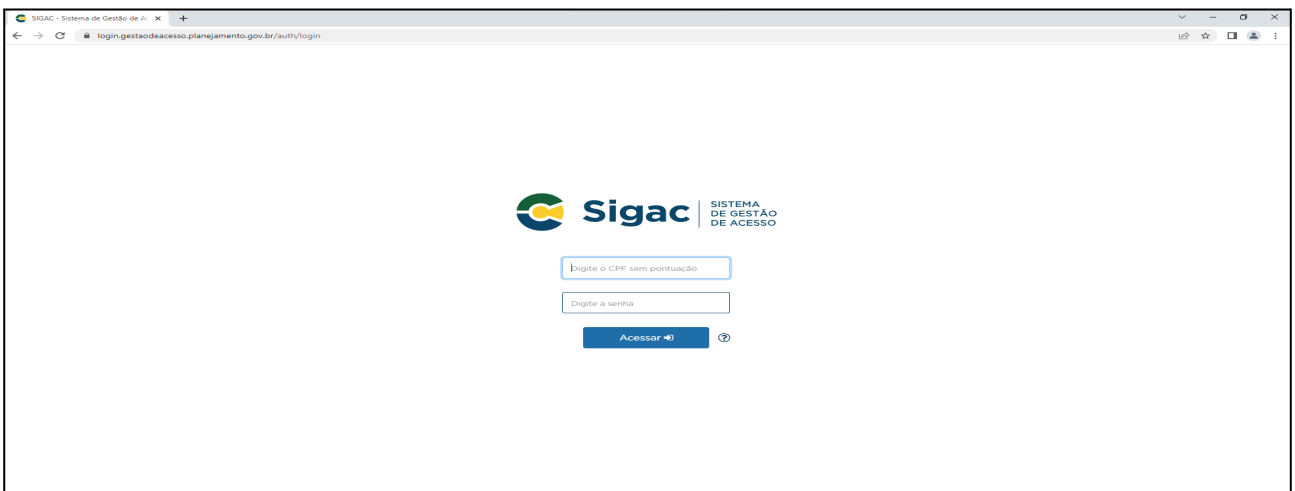 SIGAC - Sistema de Gestão de Ac
login.gestaodeacesso.planejamento.gov.br/auth/login
Sigac
SISTEMA
DE GESTÃO
DE ACESSO
Digite o CPF sem pontuação
Digite a senha
Acessar